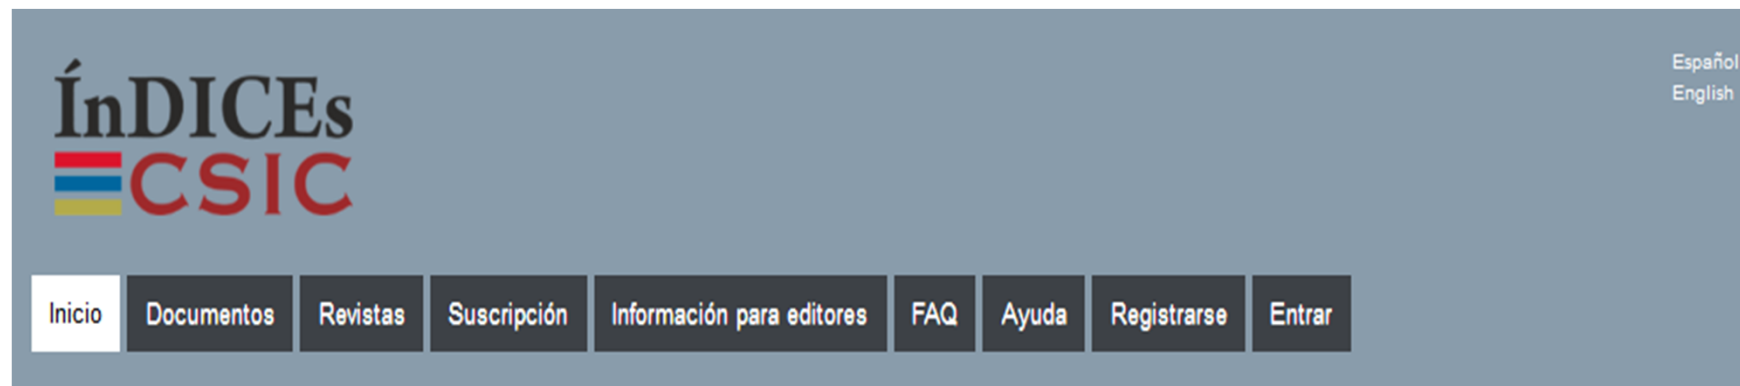 Español
English
ÍnDICEs
CSIC
Inicio Documentos Revistas Suscripción Información para editores FAQ Ayuda Registrarse Entrar